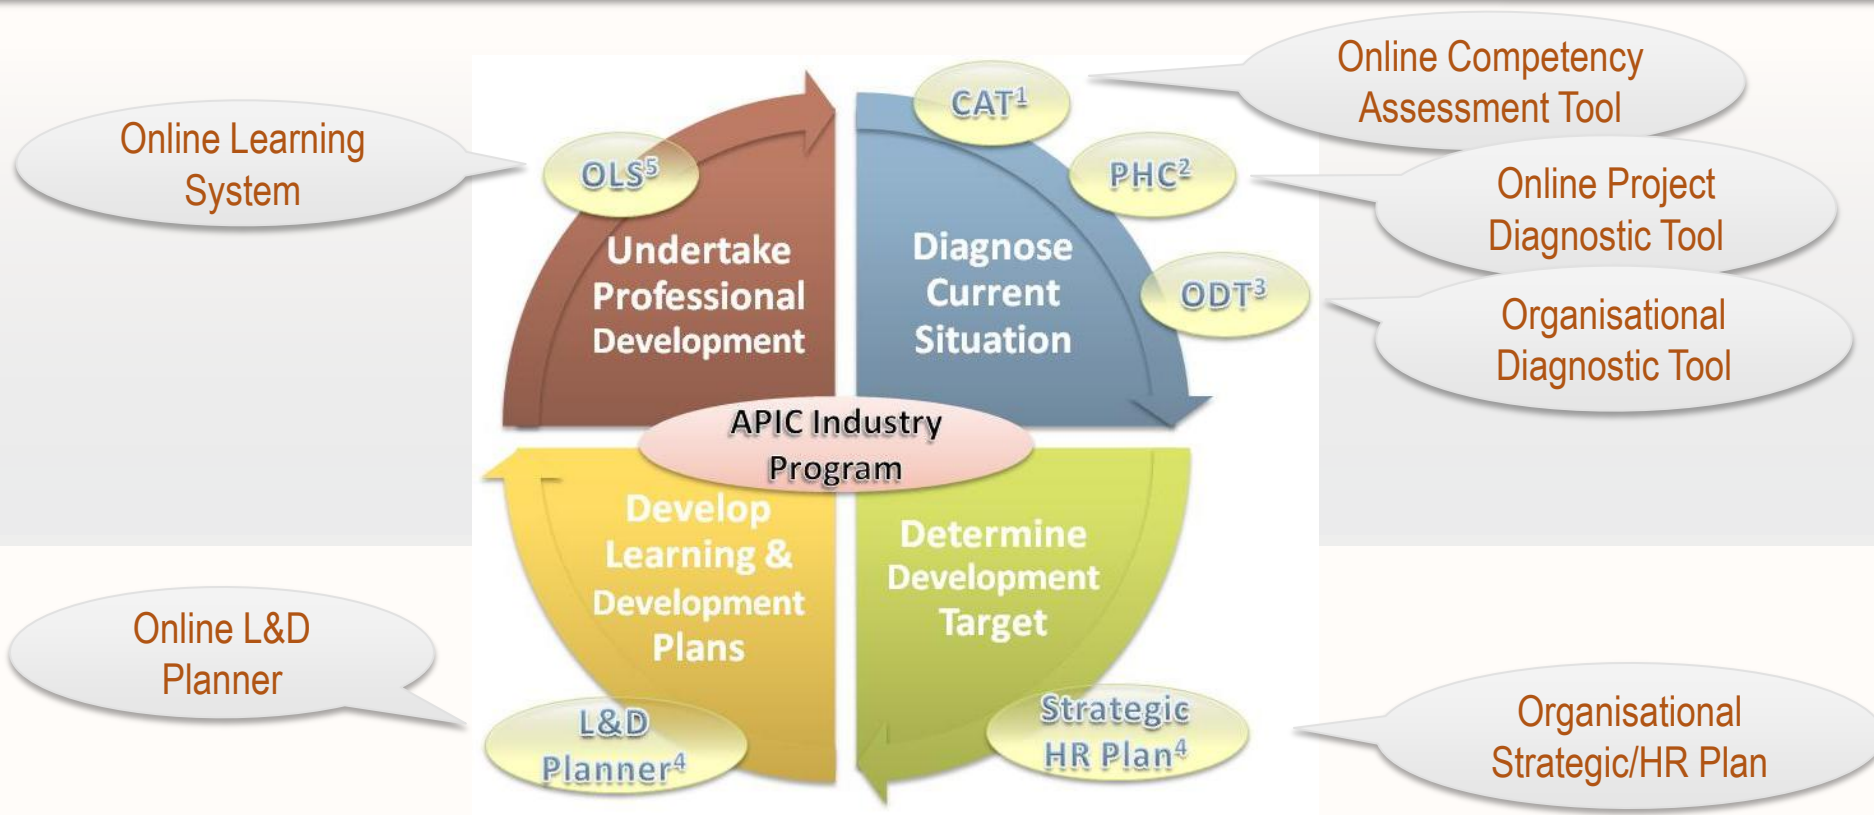 Online Competency
Assessment Tool
CAT¹
Online Learning
System
OLS⁵
PHC²
Online Project
Diagnostic Tool
Undertake
Professional
Development
Diagnose
Current
Situation
ODT³
Organisational
Diagnostic Tool
APIC Industry
Program
Develop
Learning &
Development
Plans
Determine
Development
Target
Online L&D
Planner
L&D
Planner⁴
Strategic
HR Plan⁴
Organisational
Strategic/HR Plan